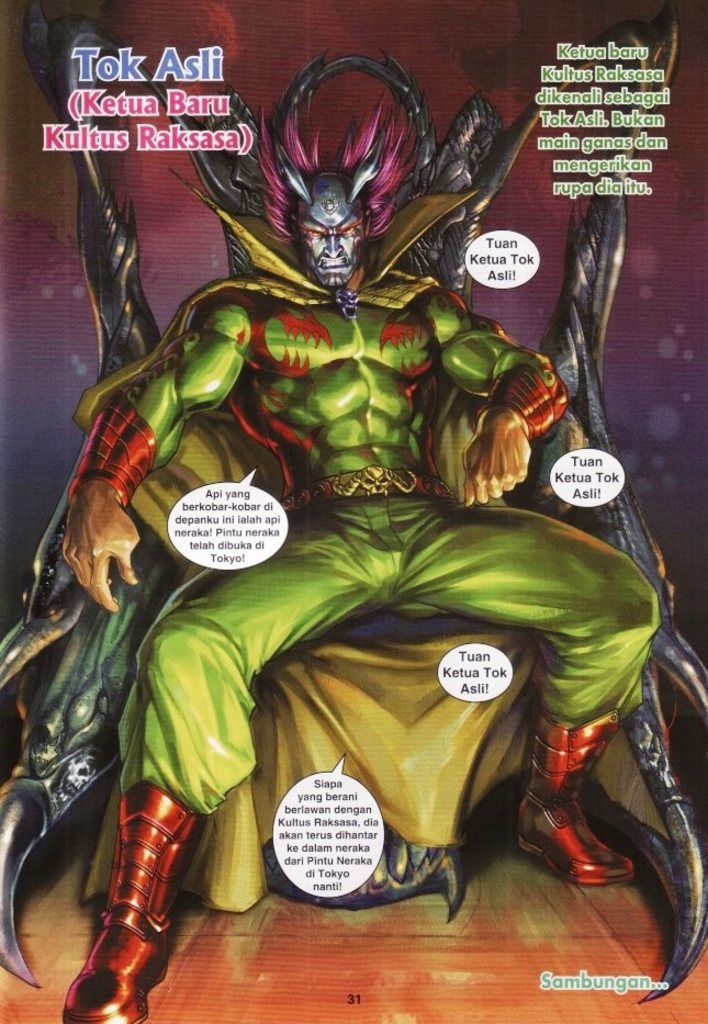 Tok Asli
(Ketua Baru
Kultus Raksasa)
Ketua baru
Kultus Raksasa
dikenali sebagai
Tok Asli. Bukan
main ganas dan
mengerikan
rupa dia itu.
Tuan
Ketua Tok
Asli!
Tuan
Ketua Tok
Asli!
Api yang
berkobar-kobar di
depanku ini ialah api
neraka! Pintu neraka
telah dibuka di
Tokyo!
Tuan
Ketua Tok
Asli!
Siapa
yang berani
berlawan dengan
Kultus Raksasa, dia
akan terus dihantar
ke dalam neraka
dari Pintu Neraka
di Tokyo
nanti!
Sambungan...
31